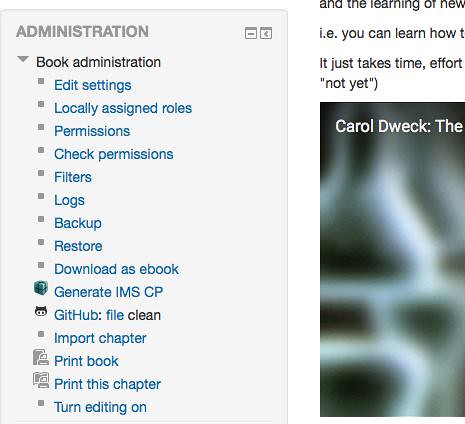 ADMINISTRATION
Book administration
Edit settings
Locally assigned roles
Permissions
Check permissions
Filters
Logs
Backup
Restore
Download as ebook
Generate IMS CP
GitHub: file clean
Import chapter
Print book
Print this chapter
Turn editing on
and the learning of new
i.e. you can learn how
It just takes time, effort
"not yet")
Carol Dweck: The